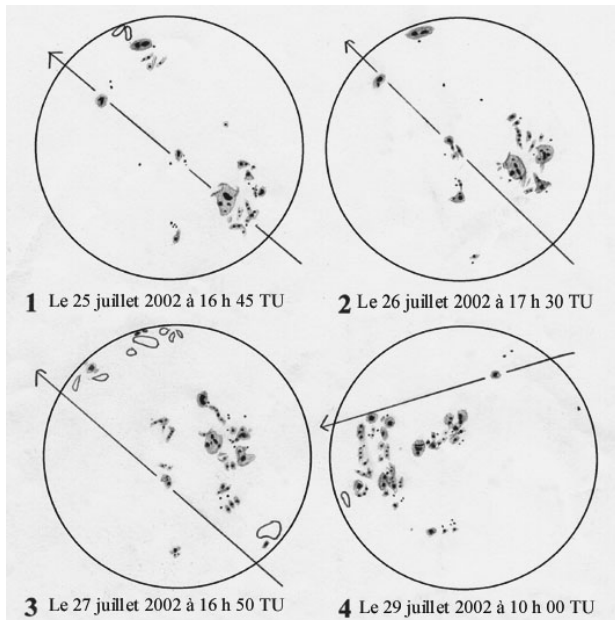 1 Le 25 juillet 2002 à 16 h 45 TU
2 Le 26 juillet 2002 à 17 h 30 TU
3 Le 27 juillet 2002 à 16 h 50 TU
4 Le 29 juillet 2002 à 10 h 00 TU